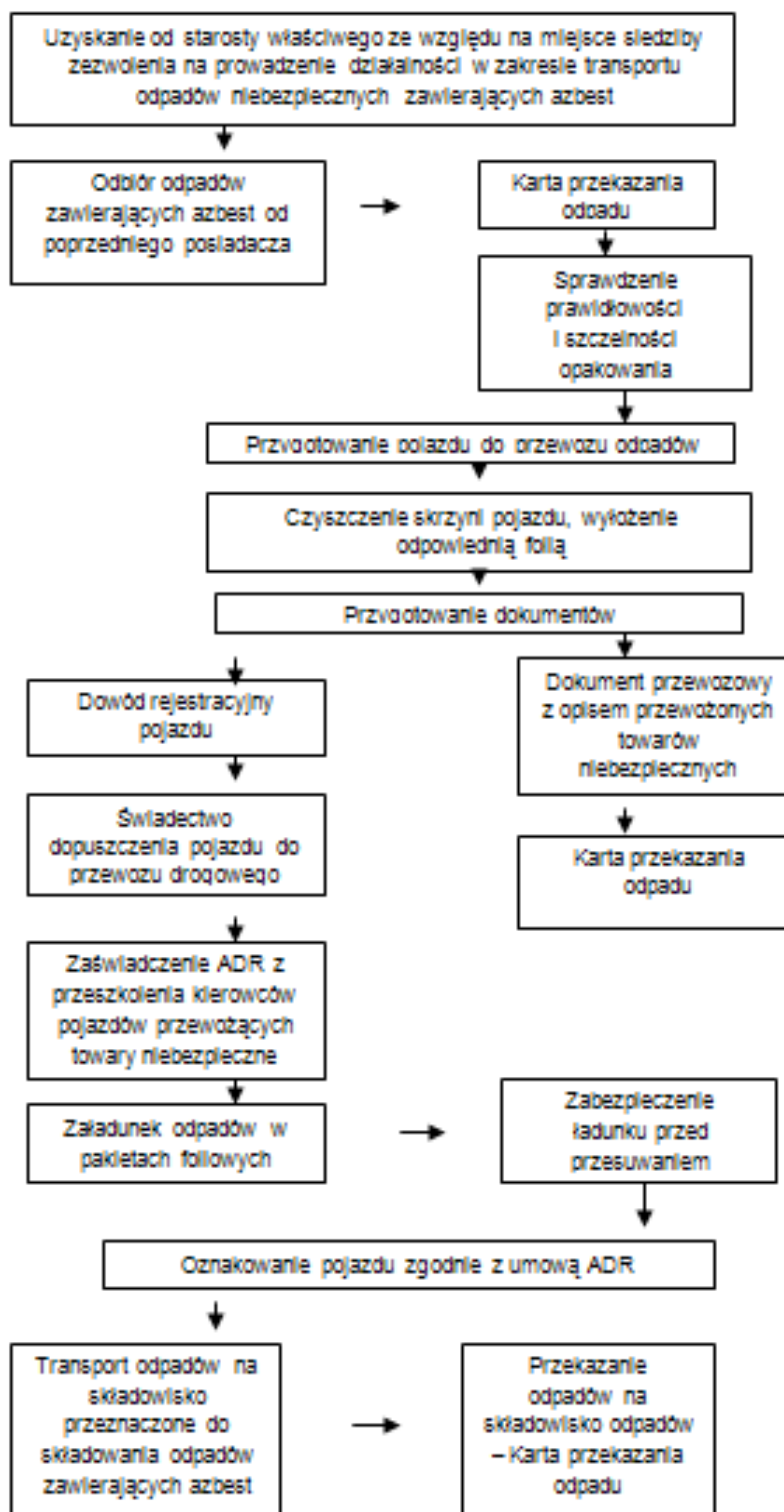 Uzyskanie od starosty właściwego ze względu na miejsce siedziby
zezwolenia na prowadzenie działalności w zakresie transportu
odpadów niebezpiecznych zawierających azbest
Odbiór odpadów
zawierających azbest od
poprzedniego posiadacza
Karta przekazania
odpadu
Sprawdzenie
prawidłowości
i szczelności
opakowania
Przygotowanie pojazdu do przewozu odpadów
Czyszczenie skrzyni pojazdu, wyłożenie
odpowiednią folią
Przygotowanie dokumentów
Dowód rejestracyjny
pojazdu
Świadectwo
dopuszczenia pojazdu do
przewozu drogowego
Zaświadczenie ADR z
przeszkolenia kierowców
pojazdów przewożących
towary niebezpieczne
Dokument przewozowy
z opisem przewożonych
towarów
niebezpiecznych
Karta przekazania
odpadu
Załadunek odpadów w
pakietach foliowych
Zabezpieczenie
ładunku przed
przesuwaniem
Oznakowanie pojazdu zgodnie z umową ADR
Transport odpadów na
składowisko
przeznaczone do
składowania odpadów
zawierających azbest
Przekazanie
odpadów na
składowisko odpadów
– Karta przekazania
odpadu